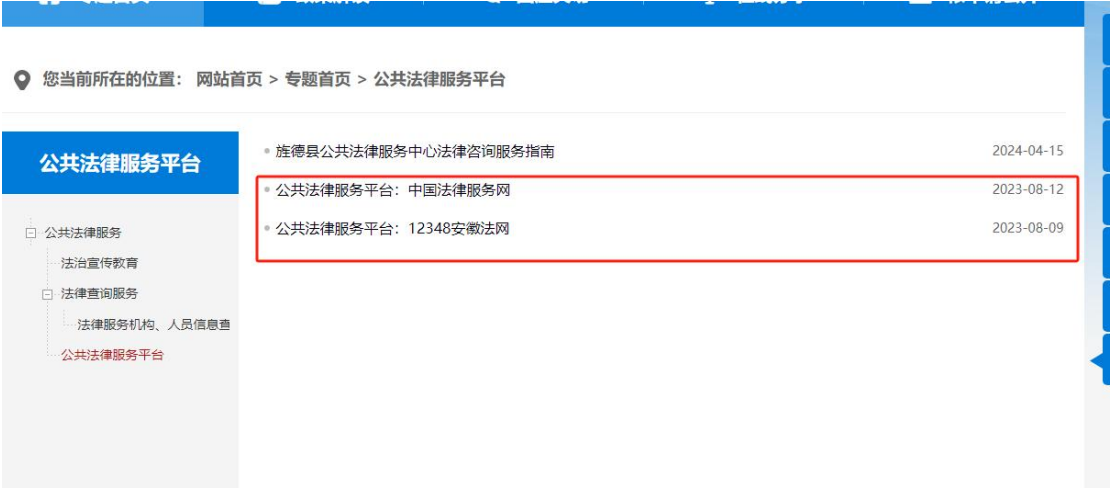 您当前所在的位置： 网站首页 > 专题首页 > 公共法律服务平台
公共法律服务平台
公共法律服务
法治宣传教育
法律查询服务
法律服务机构、人员信息查
公共法律服务平台
旌德县公共法律服务中心法律咨询服务指南 2024-04-15
公共法律服务平台：中国法律服务网 2023-08-12
公共法律服务平台：12348安徽法网 2023-08-09